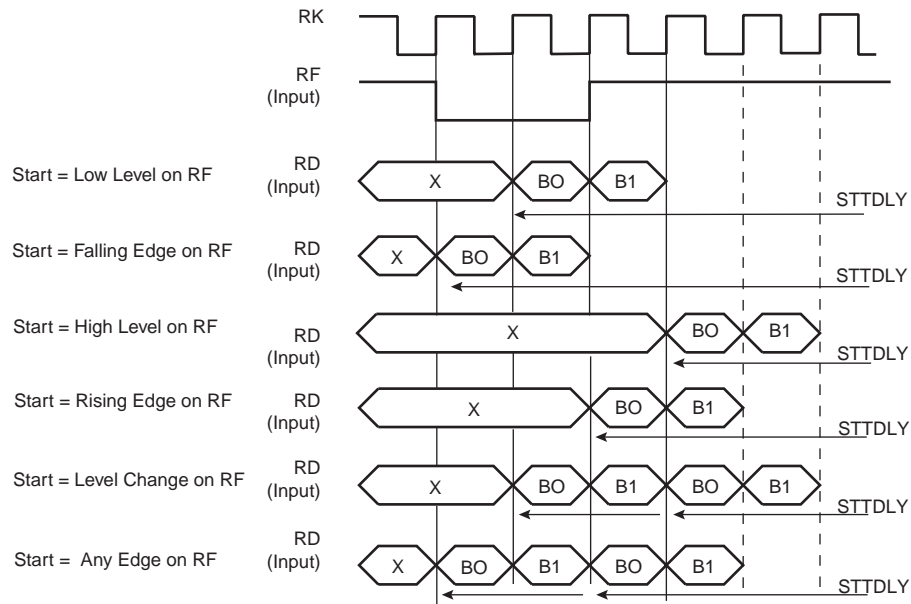 RK
RF
(Input)
Start = Low Level on RF
RD
(Input)
X
BO
B1
STTDLY
Start = Falling Edge on RF
RD
(Input)
X
BO
B1
STTDLY
Start = High Level on RF
RD
(Input)
X
BO
B1
STTDLY
Start = Rising Edge on RF
RD
(Input)
X
BO
B1
STTDLY
Start = Level Change on RF
RD
(Input)
X
BO
B1
BO
B1
STTDLY
Start = Any Edge on RF
RD
(Input)
X
BO
B1
BO
B1
STTDLY